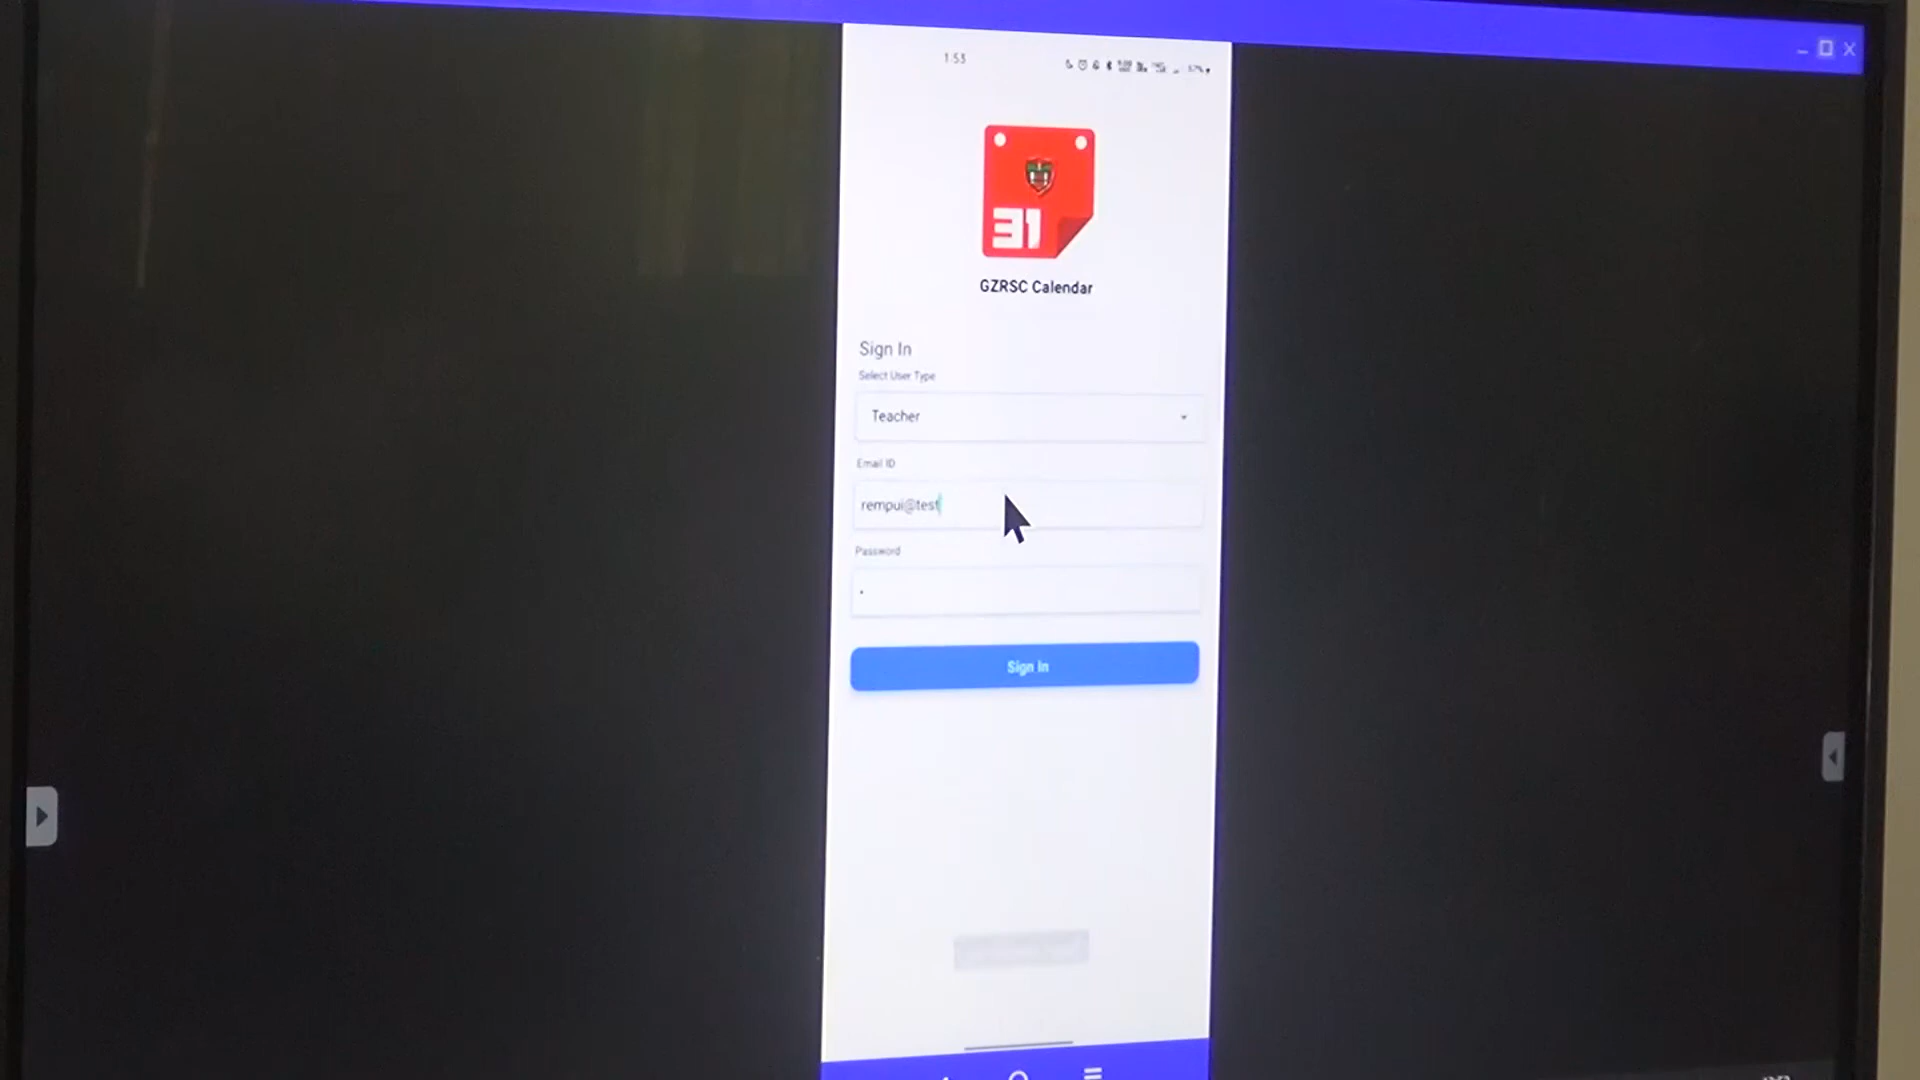 1:53
31
GZRSC Calendar
Sign In
Select User Type
Teacher
Email ID
rempui@test
Password
Sign In